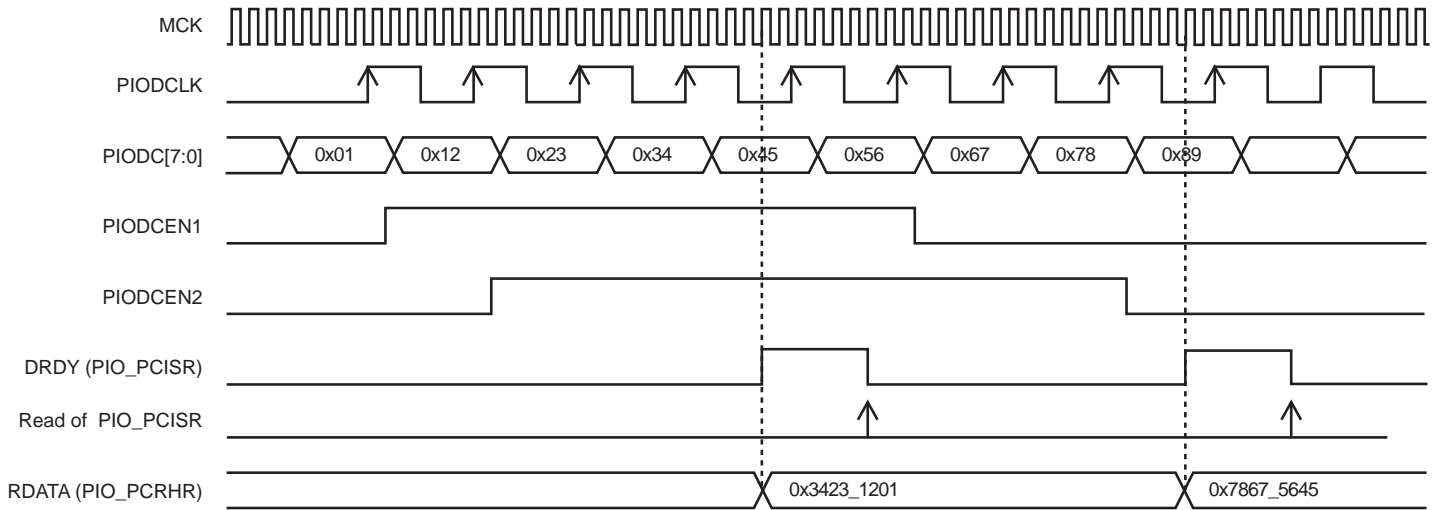 MCK
PIODCLK
PIODC[7:0] 0x01 0x12 0x23 0x34 0x45 0x56 0x67 0x78 0x89
PIODCEN1
PIODCEN2
DRDY (PIO_PCISR)
Read of PIO_PCISR
RDATA (PIO_PCRHR) 0x3423_1201 0x7867_5645